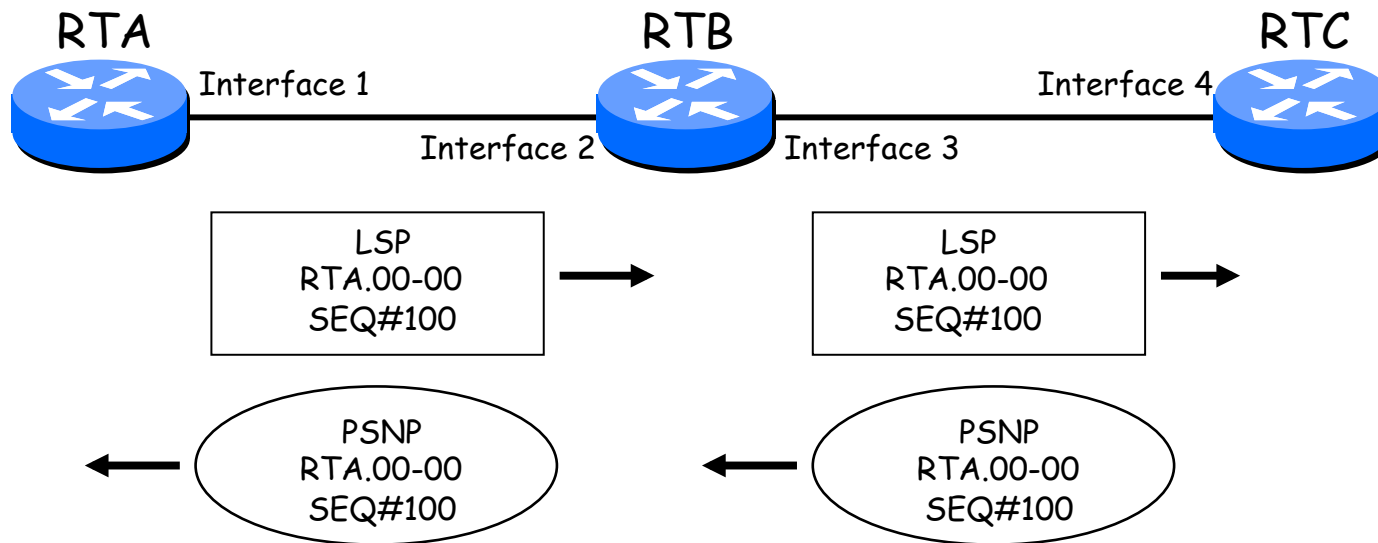 RTA
RTB
RTC
Interface 1
Interface 4
Interface 2
Interface 3
LSP
RTA.00-00
SEQ#100
LSP
RTA.00-00
SEQ#100
PSNP
RTA.00-00
SEQ#100
PSNP
RTA.00-00
SEQ#100